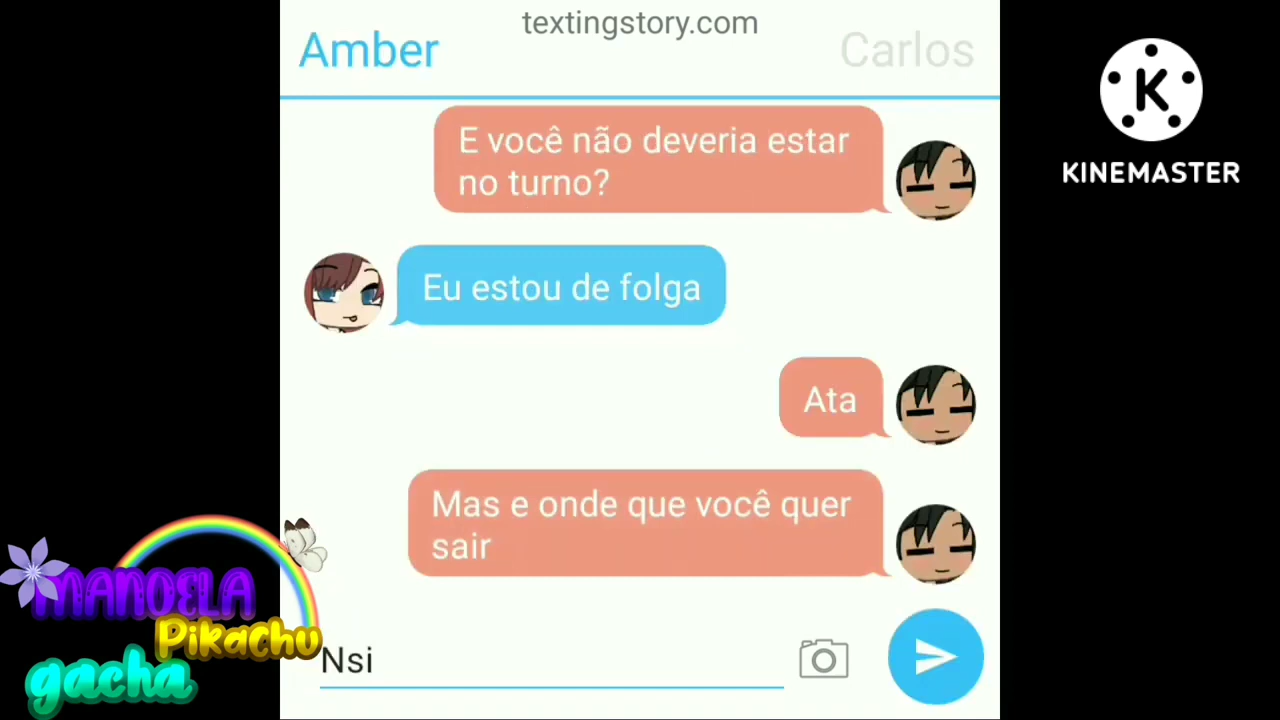 textingstory.com
Amber
Carlos
K
KINEMASTER
E você não deveria estar
no turno?
Eu estou de folga
Ata
Mas e onde que você quer
sair
MANOELA
Pikachu
gacha
Nsi